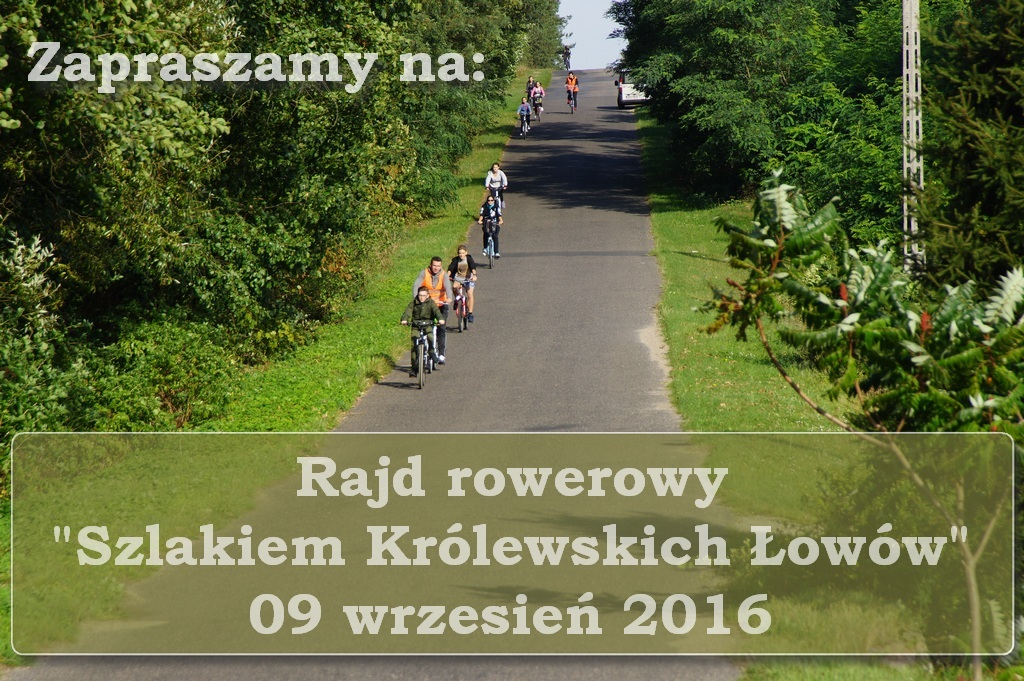 Zapraszamy na:
Rajd rowerowy
"Szlakiem Królewskich Łowów"
09 wrzesień 2016